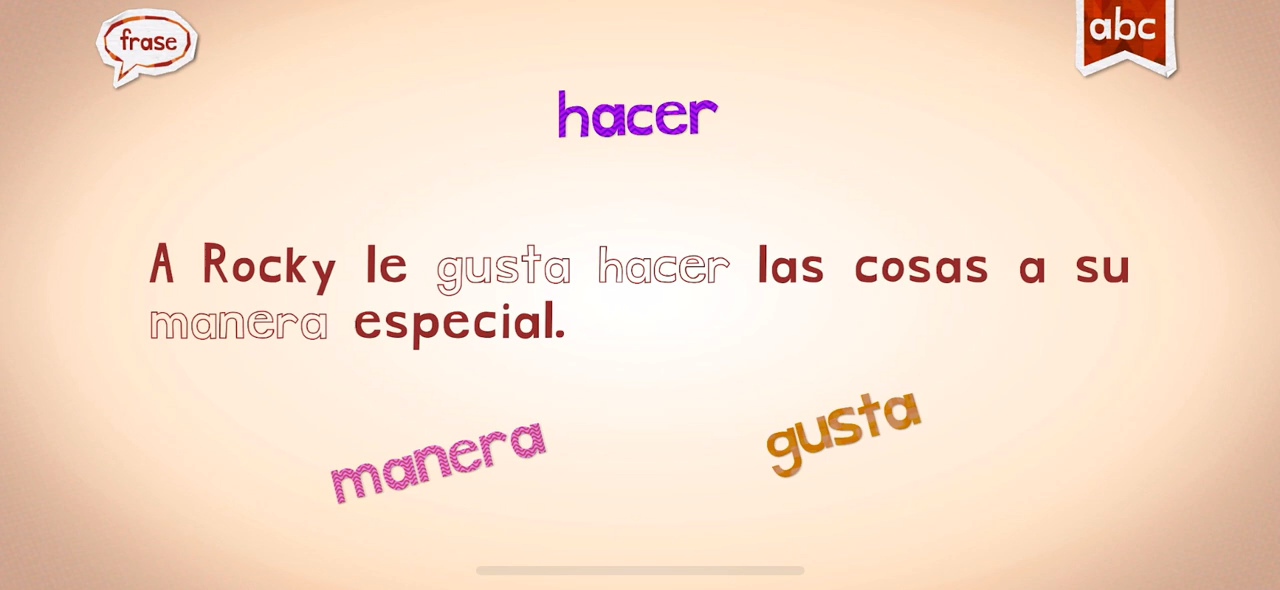 frase
abc
hacer
A Rocky le gusta hacer las cosas a su
manera especial.
manera
gusta